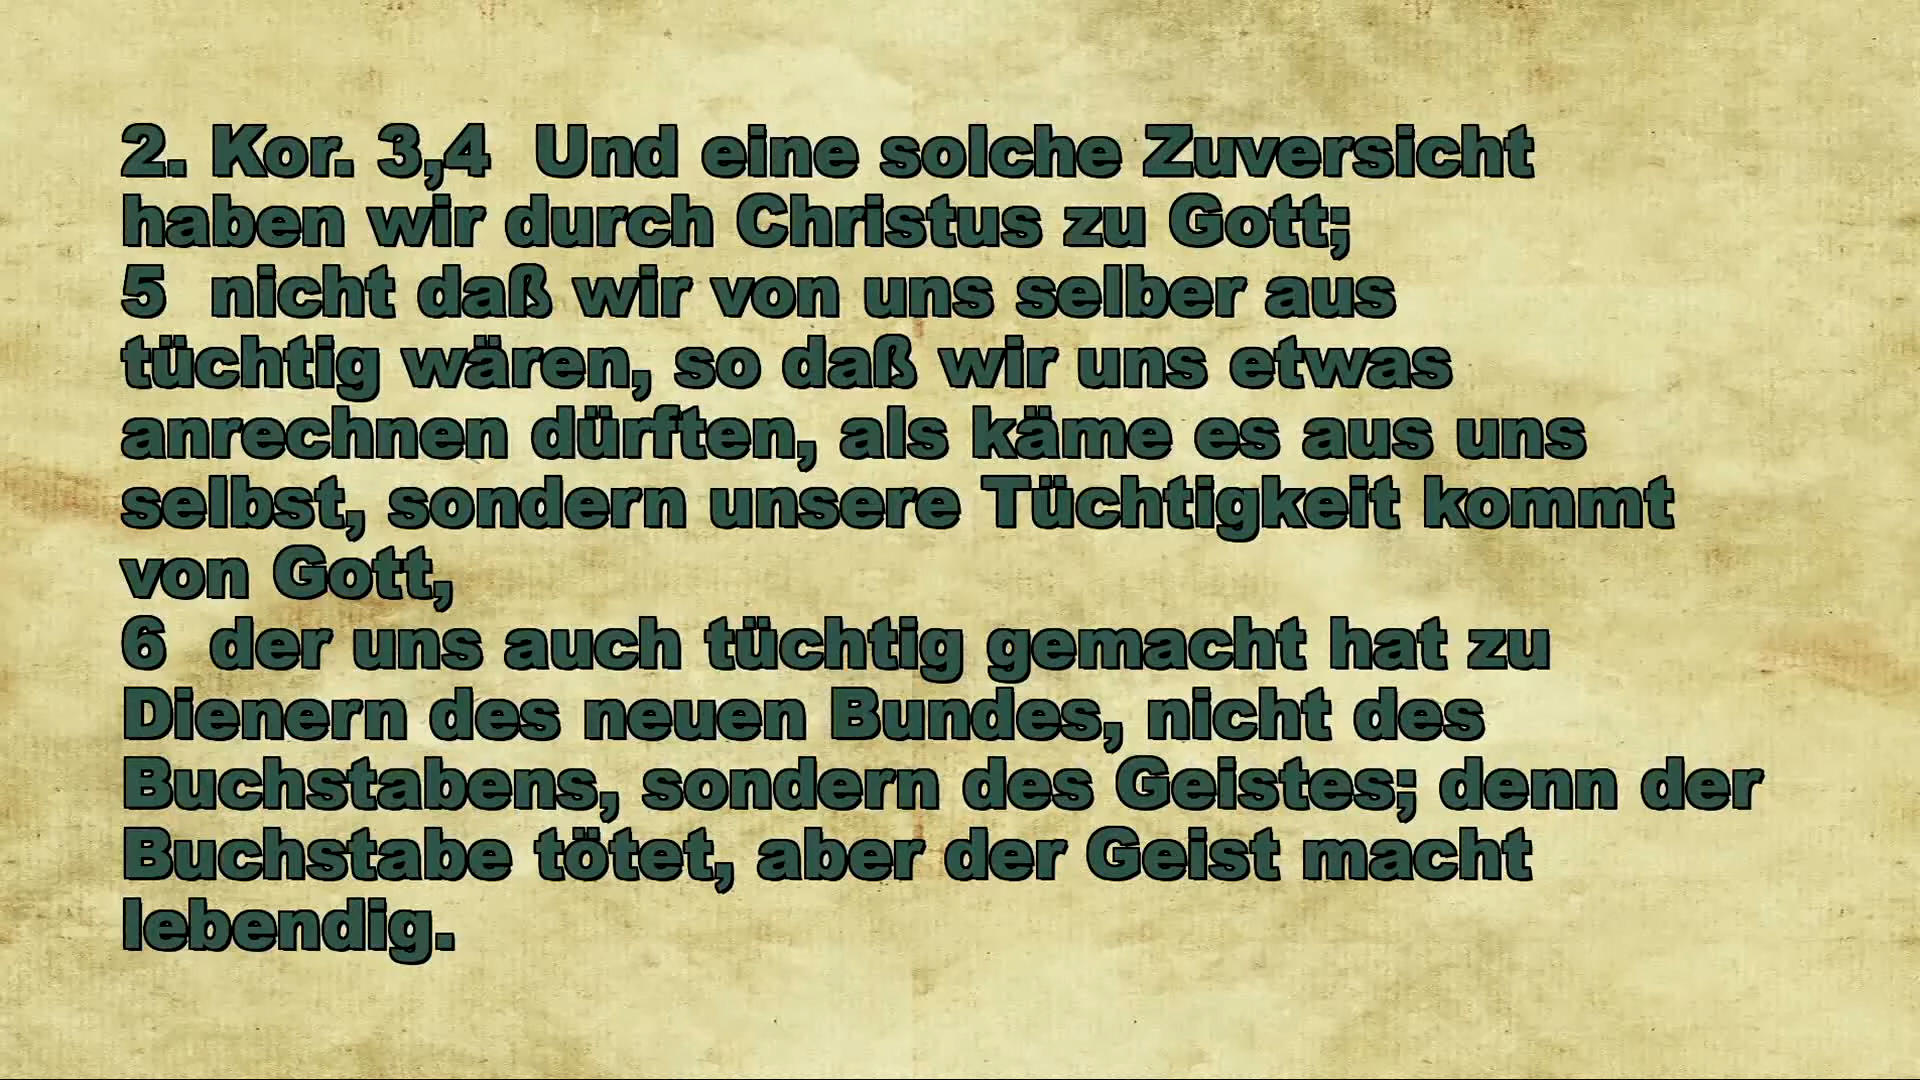 2. Kor. 3,4  Und eine solche Zuversicht
haben wir durch Christus zu Gott;
5  nicht daß wir von uns selber aus
tüchtig wären, so daß wir uns etwas
anrechnen dürften, als käme es aus uns
selbst, sondern unsere Tüchtigkeit kommt
von Gott,
6  der uns auch tüchtig gemacht hat zu
Dienern des neuen Bundes, nicht des
Buchstabens, sondern des Geistes; denn der
Buchstabe tötet, aber der Geist macht
lebendig.